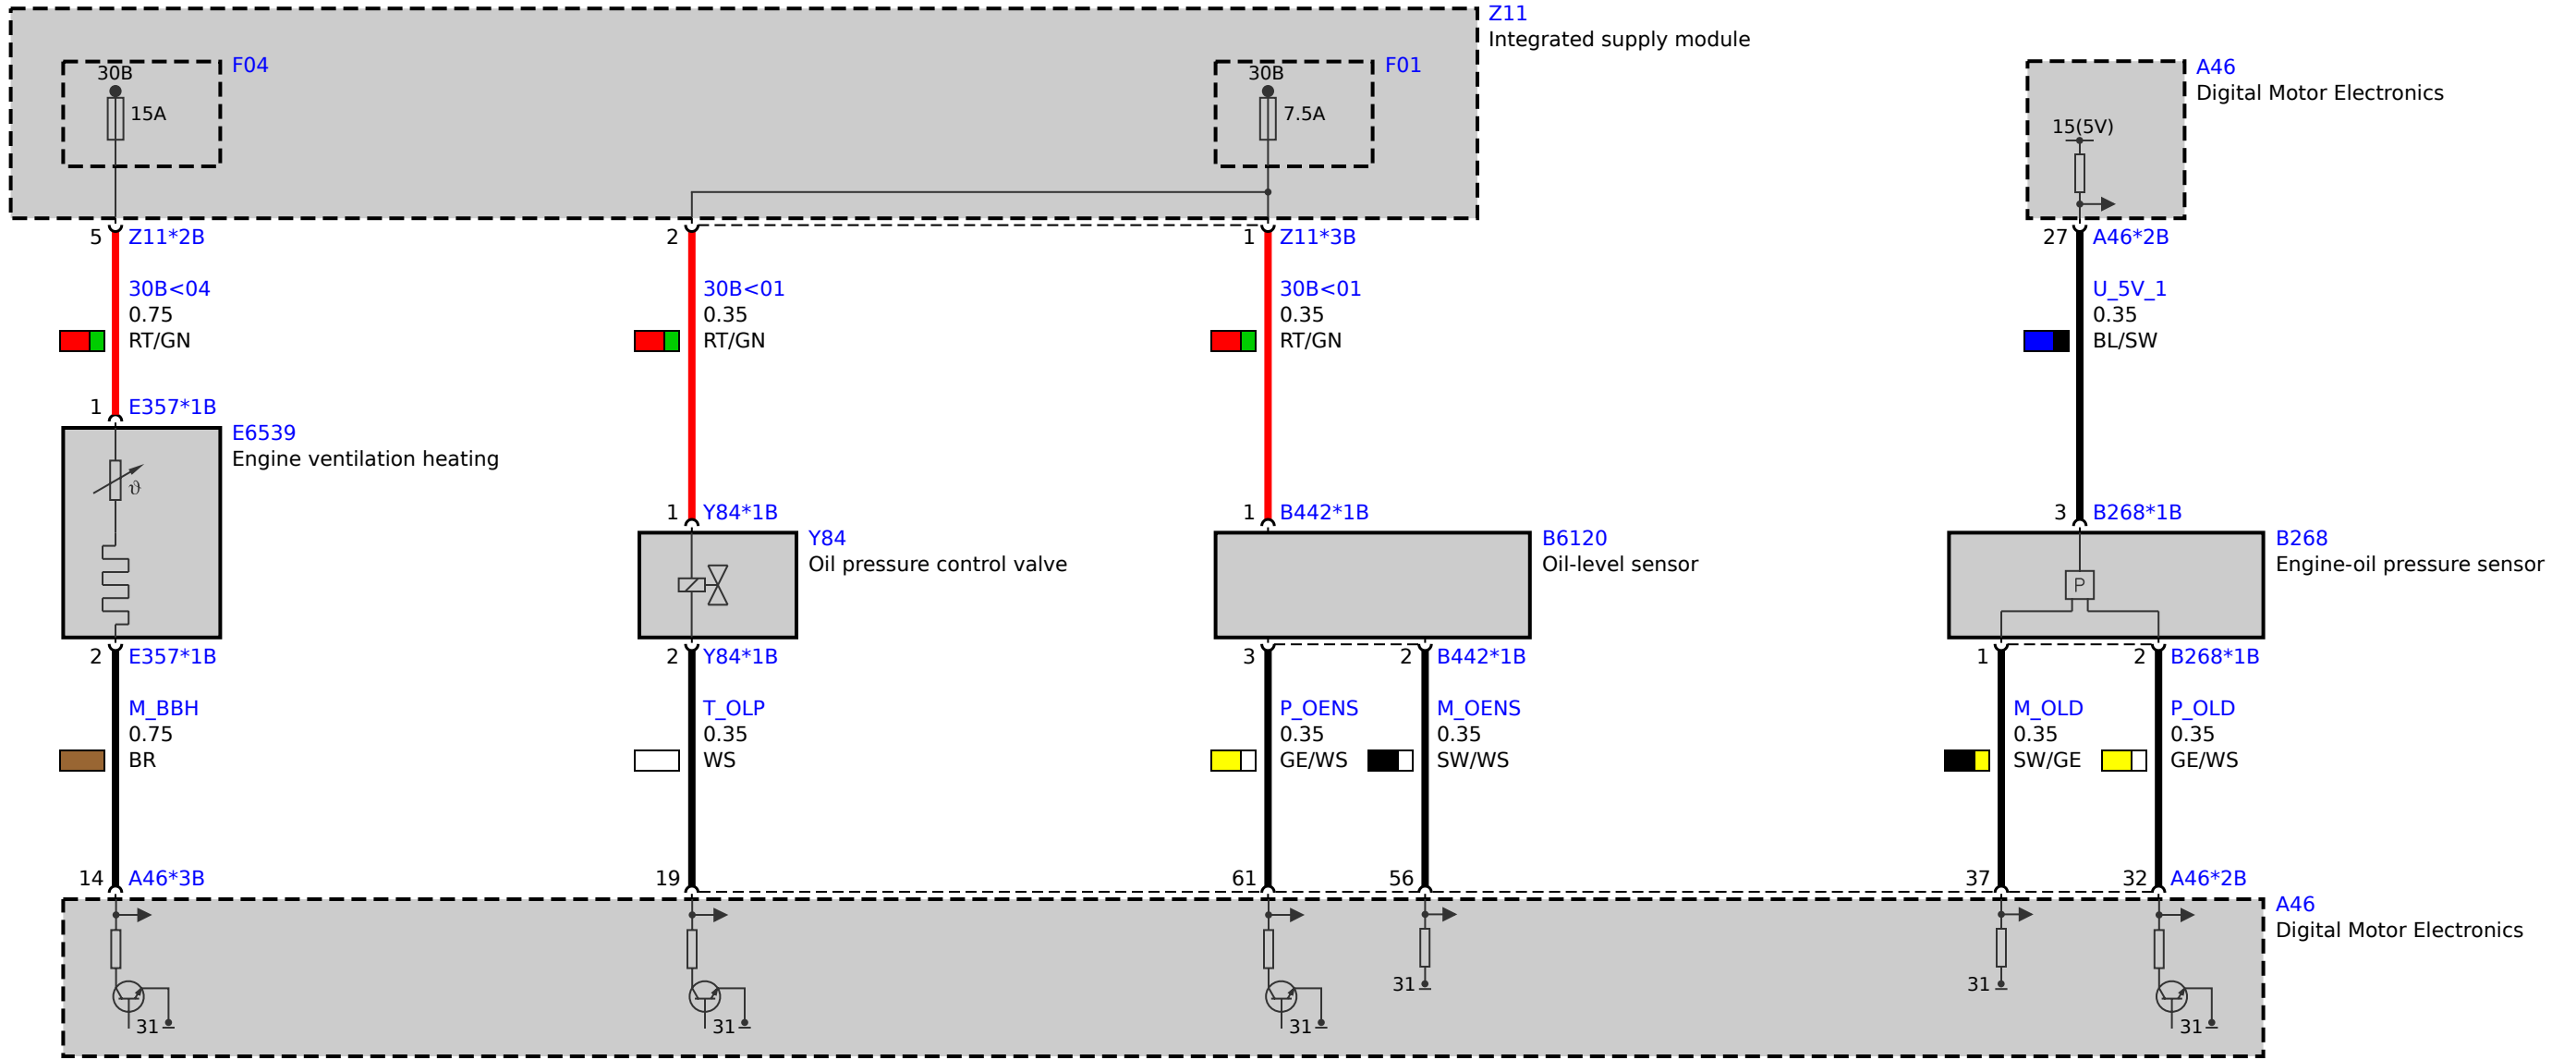 Z11
Integrated supply module
F04
30B
15A
F01
30B
7.5A
A46
Digital Motor Electronics
15(5V)
5 Z11*2B
2
1 Z11*3B
27 A46*2B
30B<04
0.75
RT/GN
30B<01
0.35
RT/GN
30B<01
0.35
RT/GN
U_5V_1
0.35
BL/SW
1 E357*1B
E6539
Engine ventilation heating
ϑ
1 Y84*1B
Y84
Oil pressure control valve
1 B442*1B
B6120
Oil-level sensor
3 B268*1B
B268
Engine-oil pressure sensor
P
2 E357*1B
2 Y84*1B
3
2 B442*1B
1
2 B268*1B
M_BBH
0.75
BR
T_OLP
0.35
WS
P_OENS
0.35
GE/WS
M_OENS
0.35
SW/WS
M_OLD
0.35
SW/GE
P_OLD
0.35
GE/WS
14 A46*3B
19
61
56
37
32 A46*2B
A46
Digital Motor Electronics
31
31
31
31
31
31